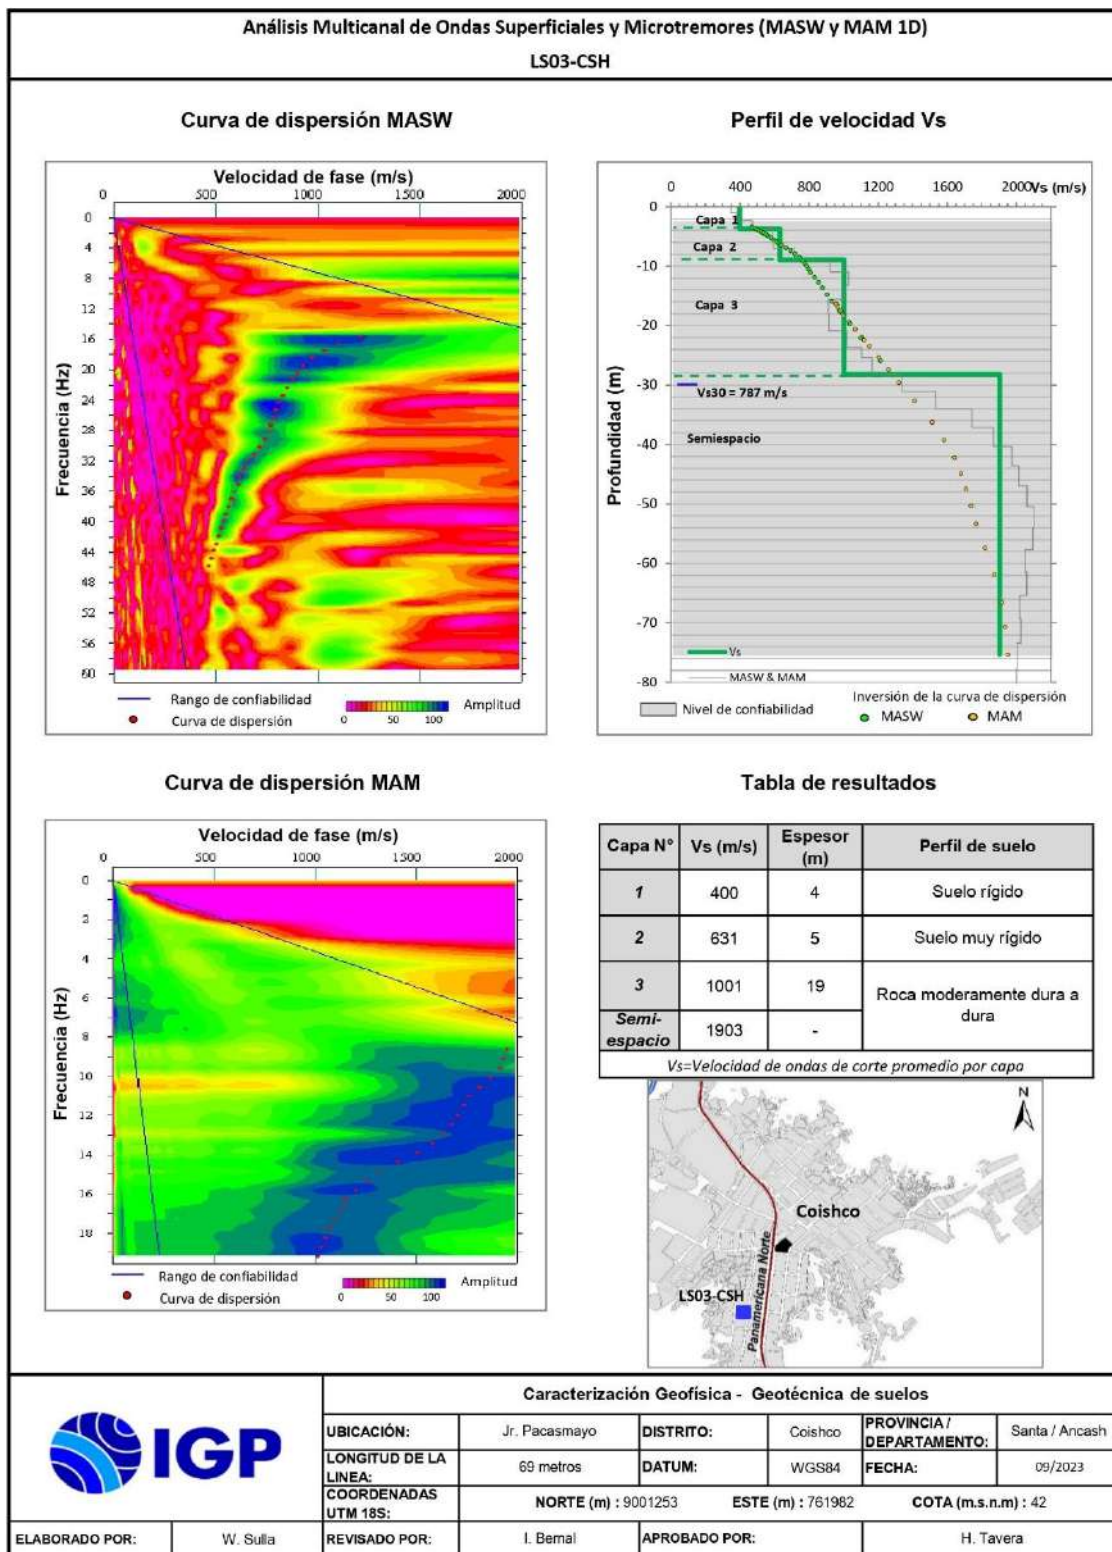 Análisis Multicanal de Ondas Superficiales y Microtremores (MASW y MAM 1D)
LS03-CSH
Curva de dispersión MASW
Velocidad de fase (m/s)
0 500 1000 1500 2000
Frecuencia (Hz)
0
4
8
12
16
20
24
28
32
36
40
44
48
52
56
60
Rango de confiabilidad
Curva de dispersión
0 50 100
Amplitud
Perfil de velocidad Vs
0 400 800 1200 1600 2000 Vs (m/s)
Profundidad (m)
0
-10
-20
-30
-40
-50
-60
-70
-80
Capa 1
Capa 2
Capa 3
Vs30 = 787 m/s
Semiespacio
Vs
MASW & MAM
Nivel de confiabilidad
Inversión de la curva de dispersión
MASW MAM
Curva de dispersión MAM
Velocidad de fase (m/s)
0 500 1000 1500 2000
Frecuencia (Hz)
0
2
4
6
8
10
12
14
16
18
Rango de confiabilidad
Curva de dispersión
0 50 100
Amplitud
Tabla de resultados
Capa N° Vs (m/s) Espesor (m) Perfil de suelo
1 400 4 Suelo rígido
2 631 5 Suelo muy rígido
3 1001 19 Roca moderamente dura a dura
Semi-espacio 1903 -
Vs=Velocidad de ondas de corte promedio por capa
N
Coishco
Panamericana Norte
LS03-CSH
IGP
Caracterización Geofísica - Geotécnica de suelos
UBICACIÓN: Jr. Pacasmayo DISTRITO: Coishco PROVINCIA / DEPARTAMENTO: Santa / Ancash
LONGITUD DE LA LINEA: 69 metros DATUM: WGS84 FECHA: 09/2023
COORDENADAS UTM 18S: NORTE (m) : 9001253 ESTE (m) : 761982 COTA (m.s.n.m) : 42
ELABORADO POR: W. Sulla REVISADO POR: I. Bernal APROBADO POR: H. Tavera